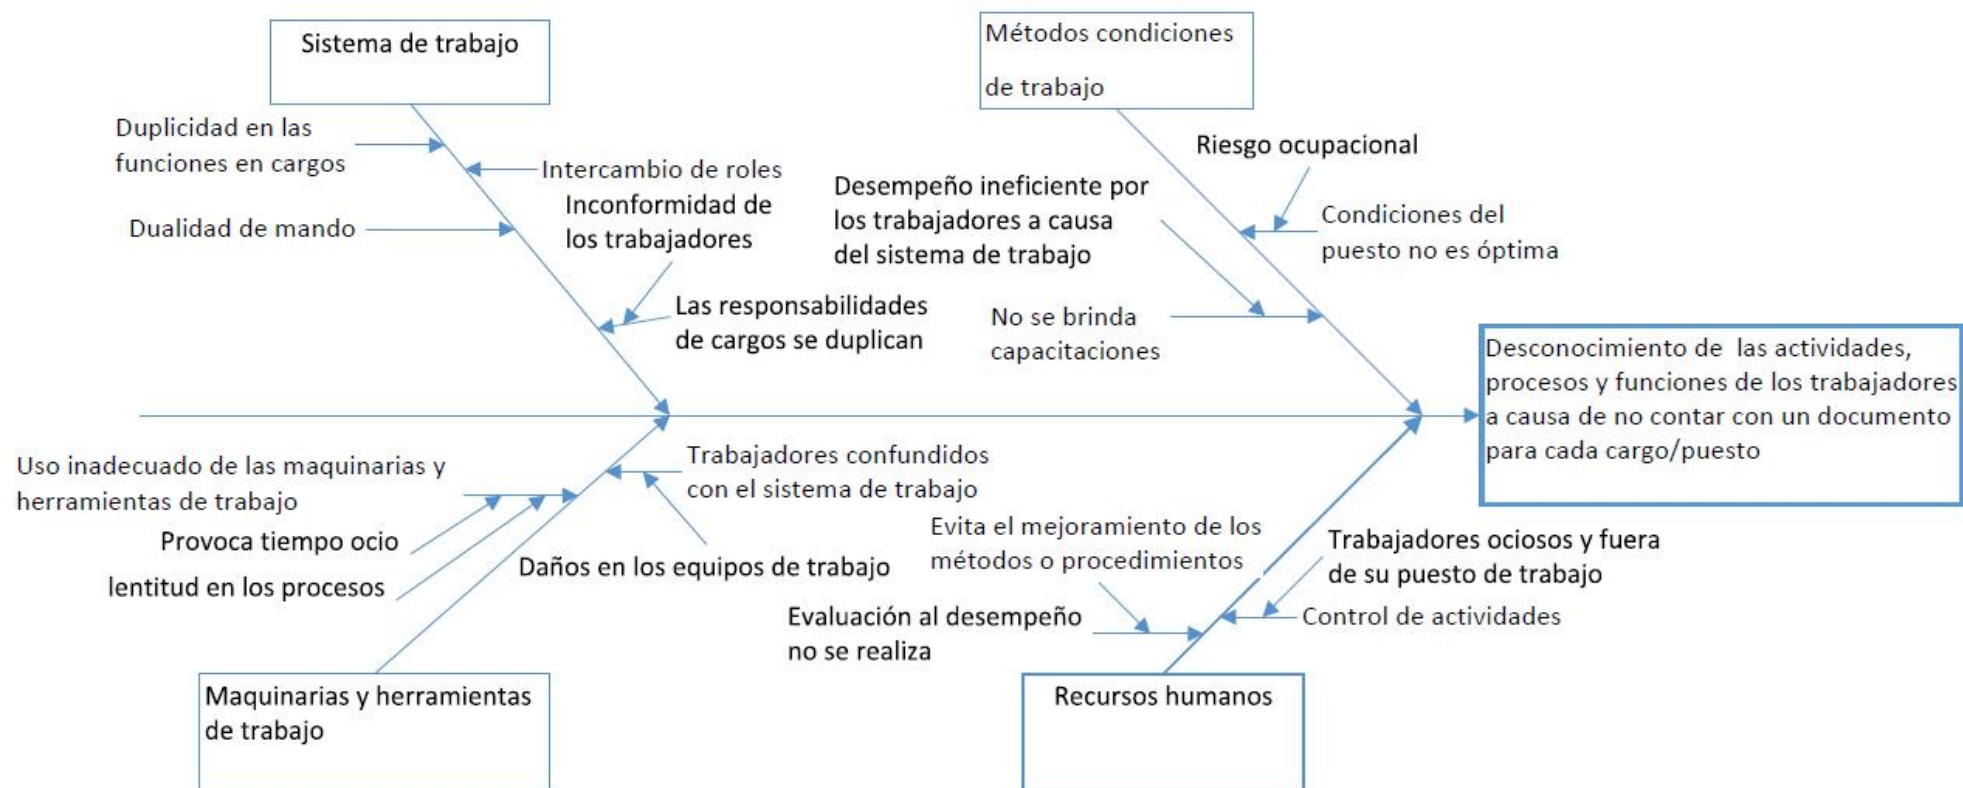 Sistema de trabajo
Métodos condiciones
de trabajo
Duplicidad en las
funciones en cargos
Intercambio de roles
Dualidad de mando
Inconformidad de
los trabajadores
Las responsabilidades
de cargos se duplican
Riesgo ocupacional
Desempeño ineficiente por
los trabajadores a causa
del sistema de trabajo
Condiciones del
puesto no es óptima
No se brinda
capacitaciones
Desconocimiento de las actividades,
procesos y funciones de los trabajadores
a causa de no contar con un documento
para cada cargo/puesto
Uso inadecuado de las maquinarias y
herramientas de trabajo
Provoca tiempo ocio
lentitud en los procesos
Trabajadores confundidos
con el sistema de trabajo
Daños en los equipos de trabajo
Evita el mejoramiento de los
métodos o procedimientos
Evaluación al desempeño
no se realiza
Trabajadores ociosos y fuera
de su puesto de trabajo
Control de actividades
Maquinarias y herramientas
de trabajo
Recursos humanos